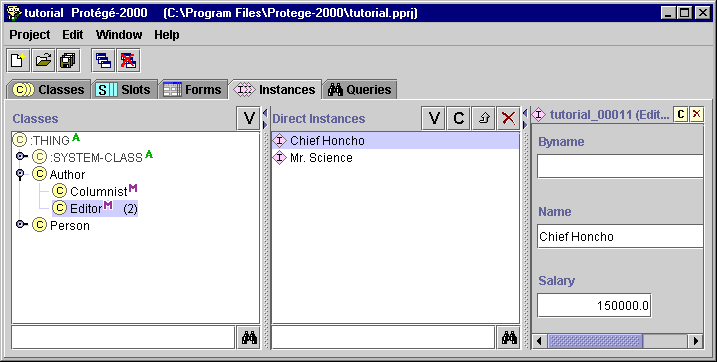 tutorial Protégé-2000 (C:\Program Files\Protege-2000\tutorial.pprj)
Project Edit Window Help
C Classes S Slots Forms I Instances Queries
Classes V
C :THING A
C :SYSTEM-CLASS A
C Author
C Columnist M
C Editor M (2)
C Person
Direct Instances V C
I Chief Honcho
I Mr. Science
I tutorial_00011 (Edit... C
Byname
Name
Chief Honcho
Salary
150000.0